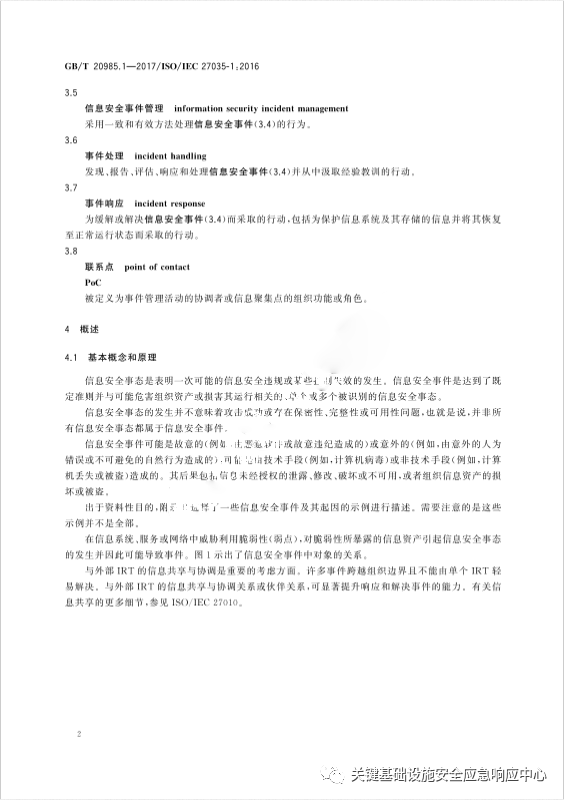 GB/T 20985.1—2017/ISO/IEC 27035-1:2016
3.5
信息安全事件管理 information security incident management
采用一致和有效方法处理信息安全事件(3.4)的行为。
3.6
事件处理 incident handling
发现、报告、评估、响应和处理信息安全事件(3.4)并从中汲取经验教训的行动。
3.7
事件响应 incident response
为缓解或解决信息安全事件(3.4)而采取的行动,包括为保护信息系统及其存储的信息并将其恢复
至正常运行状态而采取的行动。
3.8
联系点 point of contact
PoC
被定义为事件管理活动的协调者或信息聚集点的组织功能或角色。
4 概述
4.1 基本概念和原理
信息安全事态是表明一次可能的信息安全违规或某些控制失效的发生。信息安全事件是达到了既
定准则并与可能危害组织资产或损害其运行相关的、单个或多个被识别的信息安全事态。
信息安全事态的发生并不意味着攻击成功或存在保密性、完整性或可用性问题,也就是说,并非所
有信息安全事态都属于信息安全事件。
信息安全事件可能是故意的(例如,由恶意软件或故意违纪造成的)或意外的(例如,由意外的人为
错误或不可避免的自然行为造成的),可能是由技术手段(例如,计算机病毒)或非技术手段(例如,计算
机丢失或被盗)造成的。其后果包括信息未经授权的泄露、修改、破坏或不可用,或者组织信息资产的损
坏或被盗。
出于资料性目的,附录 选择了一些信息安全事件及其起因的示例进行描述。需要注意的是这些
示例并不是全部。
在信息系统、服务或网络中威胁利用脆弱性(弱点),对脆弱性所暴露的信息资产引起信息安全事态
的发生并因此可能导致事件。图1示出了信息安全事件中对象的关系。
与外部IRT的信息共享与协调是重要的考虑方面。许多事件跨越组织边界且不能由单个IRT轻
易解决。与外部IRT的信息共享与协调关系或伙伴关系,可显著提升响应和解决事件的能力。有关信
息共享的更多细节,参见ISO/IEC 27010。
2
关键基础设施安全应急响应中心